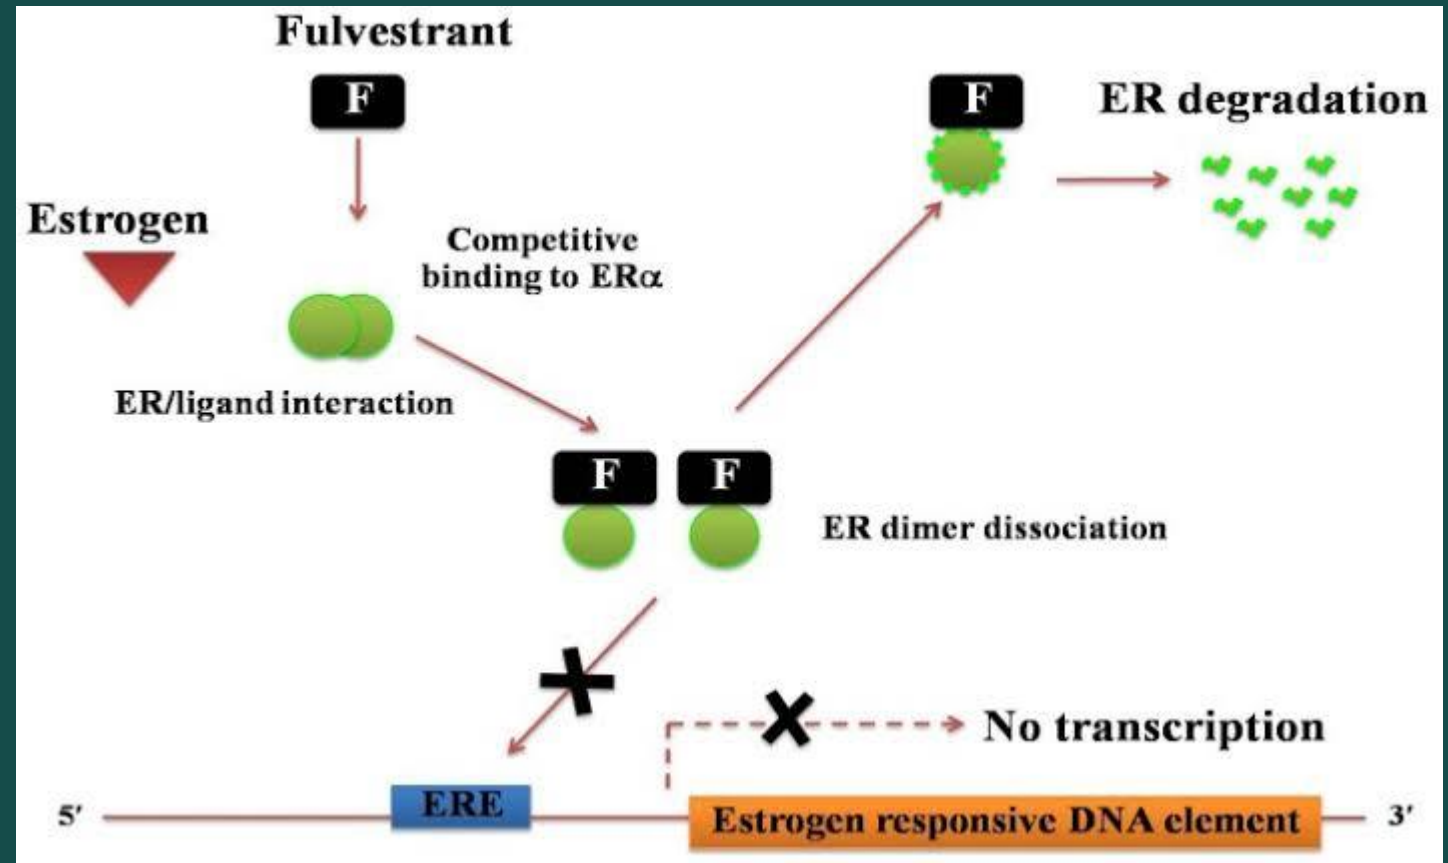 Fulvestrant
F
F
ER degradation
Estrogen
Competitive
binding to ERα
ER/ligand interaction
F
F
ER dimer dissociation
No transcription
5′
ERE
Estrogen responsive DNA element
3′